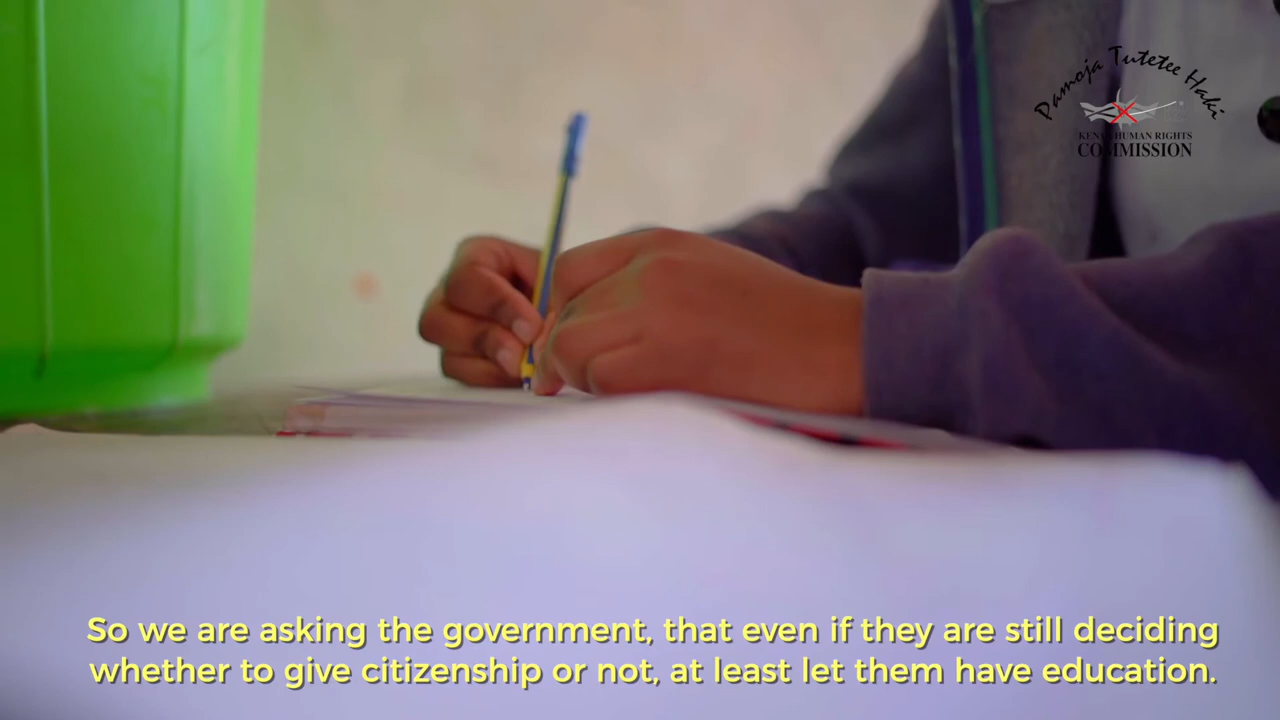 Pamoja Tutetee Haki
KENYA HUMAN RIGHTS
COMMISSION
So we are asking the government, that even if they are still deciding
whether to give citizenship or not, at least let them have education.